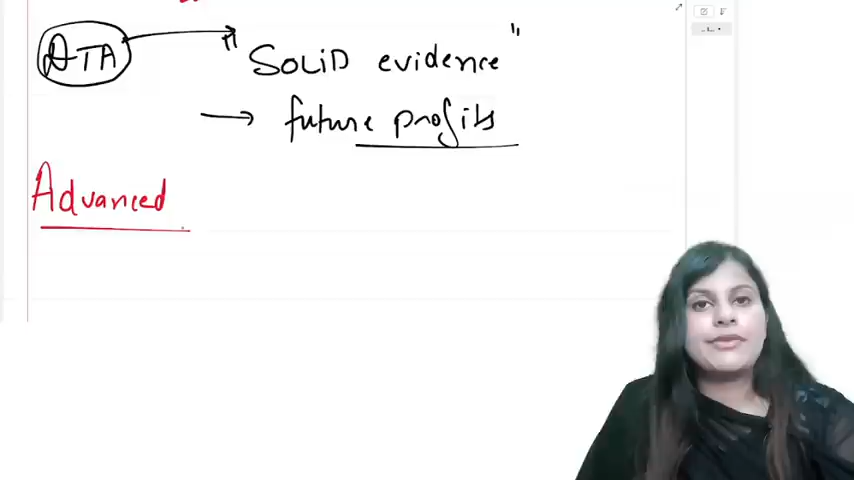 DTA → "SOLiD evidence"
→ future profits
Advanced